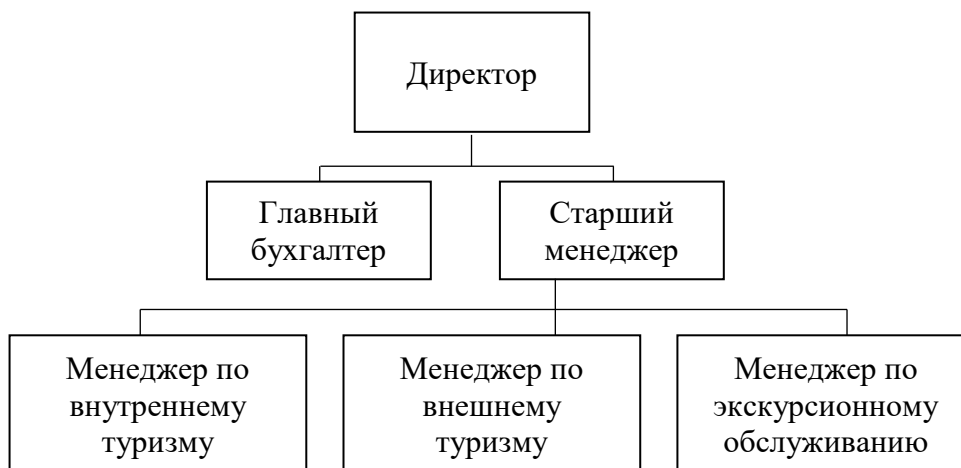 Директор
Главный
бухгалтер
Старший
менеджер
Менеджер по
внутреннему
туризму
Менеджер по
внешнему
туризму
Менеджер по
экскурсионному
обслуживанию